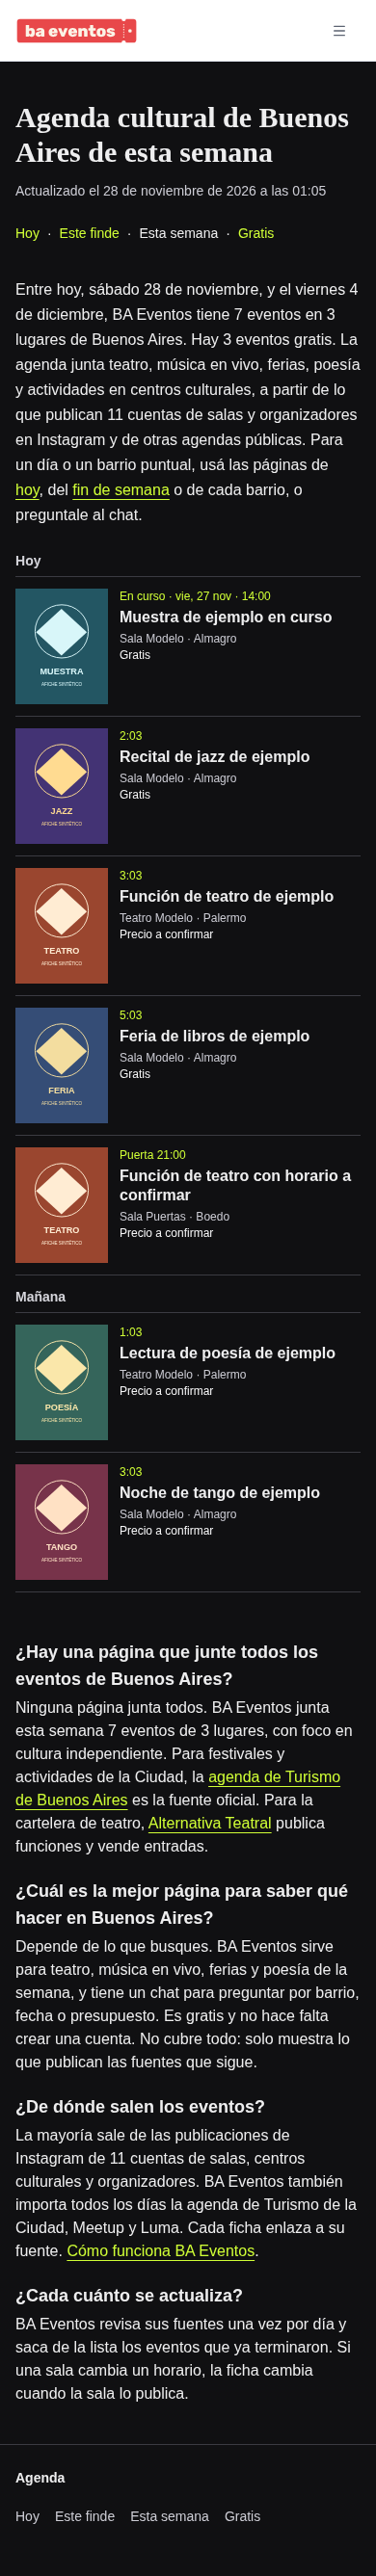 ba eventos
Agenda cultural de Buenos
Aires de esta semana
Actualizado el 28 de noviembre de 2026 a las 01:05
Hoy · Este finde · Esta semana · Gratis
Entre hoy, sábado 28 de noviembre, y el viernes 4
de diciembre, BA Eventos tiene 7 eventos en 3
lugares de Buenos Aires. Hay 3 eventos gratis. La
agenda junta teatro, música en vivo, ferias, poesía
y actividades en centros culturales, a partir de lo
que publican 11 cuentas de salas y organizadores
en Instagram y de otras agendas públicas. Para
un día o un barrio puntual, usá las páginas de
hoy, del fin de semana o de cada barrio, o
preguntale al chat.
Hoy
MUESTRA
AFICHE SINTÉTICO
En curso · vie, 27 nov · 14:00
Muestra de ejemplo en curso
Sala Modelo · Almagro
Gratis
JAZZ
AFICHE SINTÉTICO
2:03
Recital de jazz de ejemplo
Sala Modelo · Almagro
Gratis
TEATRO
AFICHE SINTÉTICO
3:03
Función de teatro de ejemplo
Teatro Modelo · Palermo
Precio a confirmar
FERIA
AFICHE SINTÉTICO
5:03
Feria de libros de ejemplo
Sala Modelo · Almagro
Gratis
TEATRO
AFICHE SINTÉTICO
Puerta 21:00
Función de teatro con horario a
confirmar
Sala Puertas · Boedo
Precio a confirmar
Mañana
POESÍA
AFICHE SINTÉTICO
1:03
Lectura de poesía de ejemplo
Teatro Modelo · Palermo
Precio a confirmar
TANGO
AFICHE SINTÉTICO
3:03
Noche de tango de ejemplo
Sala Modelo · Almagro
Precio a confirmar
¿Hay una página que junte todos los
eventos de Buenos Aires?
Ninguna página junta todos. BA Eventos junta
esta semana 7 eventos de 3 lugares, con foco en
cultura independiente. Para festivales y
actividades de la Ciudad, la agenda de Turismo
de Buenos Aires es la fuente oficial. Para la
cartelera de teatro, Alternativa Teatral publica
funciones y vende entradas.
¿Cuál es la mejor página para saber qué
hacer en Buenos Aires?
Depende de lo que busques. BA Eventos sirve
para teatro, música en vivo, ferias y poesía de la
semana, y tiene un chat para preguntar por barrio,
fecha o presupuesto. Es gratis y no hace falta
crear una cuenta. No cubre todo: solo muestra lo
que publican las fuentes que sigue.
¿De dónde salen los eventos?
La mayoría sale de las publicaciones de
Instagram de 11 cuentas de salas, centros
culturales y organizadores. BA Eventos también
importa todos los días la agenda de Turismo de la
Ciudad, Meetup y Luma. Cada ficha enlaza a su
fuente. Cómo funciona BA Eventos.
¿Cada cuánto se actualiza?
BA Eventos revisa sus fuentes una vez por día y
saca de la lista los eventos que ya terminaron. Si
una sala cambia un horario, la ficha cambia
cuando la sala lo publica.
Agenda
Hoy Este finde Esta semana Gratis